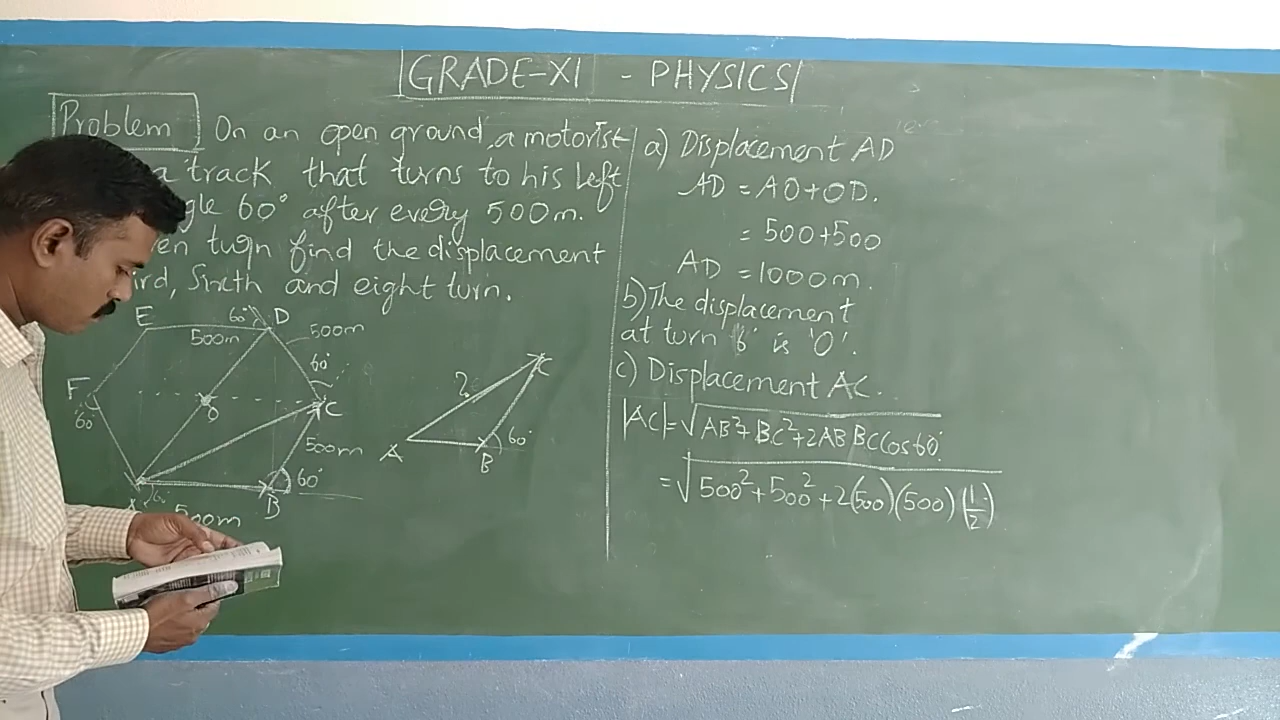 GRADE-XI - PHYSICS
Problem On an open ground, a motorist
a track that turns to his left
gle 60° after every 500m.
en turn find the displacement
ird, Sixeth and eight turn.
E 60° D
500m 500m
60°
F O C
60°
500m
60°
B
500m
C
?
A B 60°
a) Displacement AD
AD = AO+OD.
= 500+500
AD = 1000m.
b) The displacement
at turn '6' is '0'.
c) Displacement AC.
|AC|=√AB²+BC²+2AB BC Cos60°.
=√500²+500²+2(500)(500)(1/2)